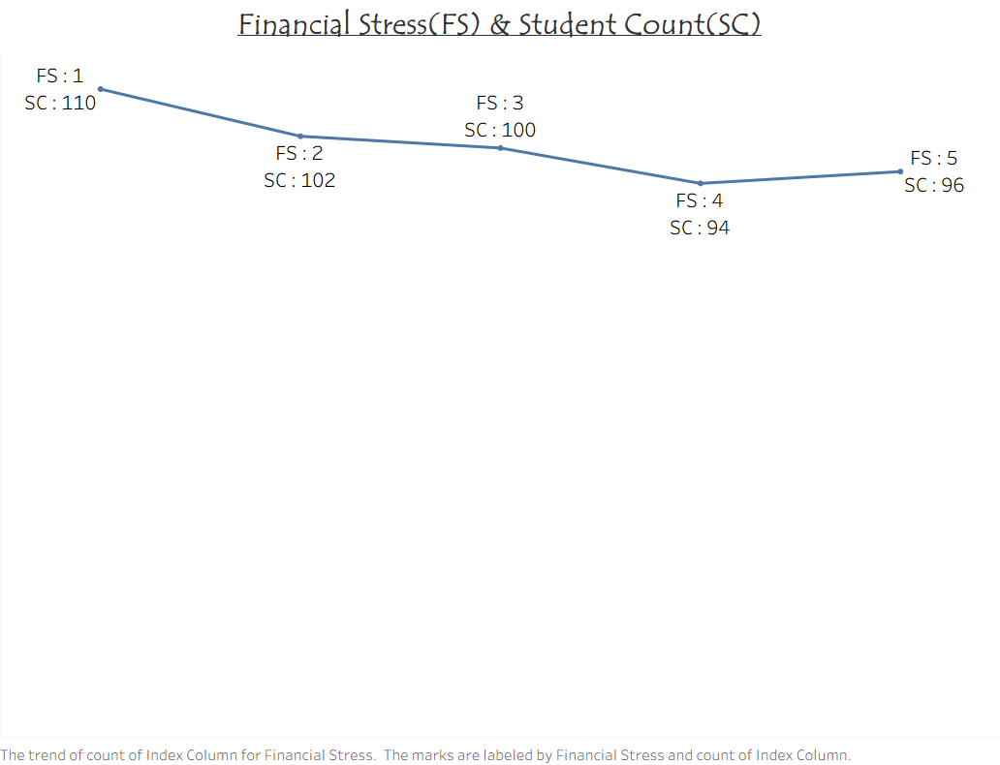 Financial Stress(FS) & Student Count(SC)
FS : 1
SC : 110
FS : 2
SC : 102
FS : 3
SC : 100
FS : 4
SC : 94
FS : 5
SC : 96
The trend of count of Index Column for Financial Stress.  The marks are labeled by Financial Stress and count of Index Column.